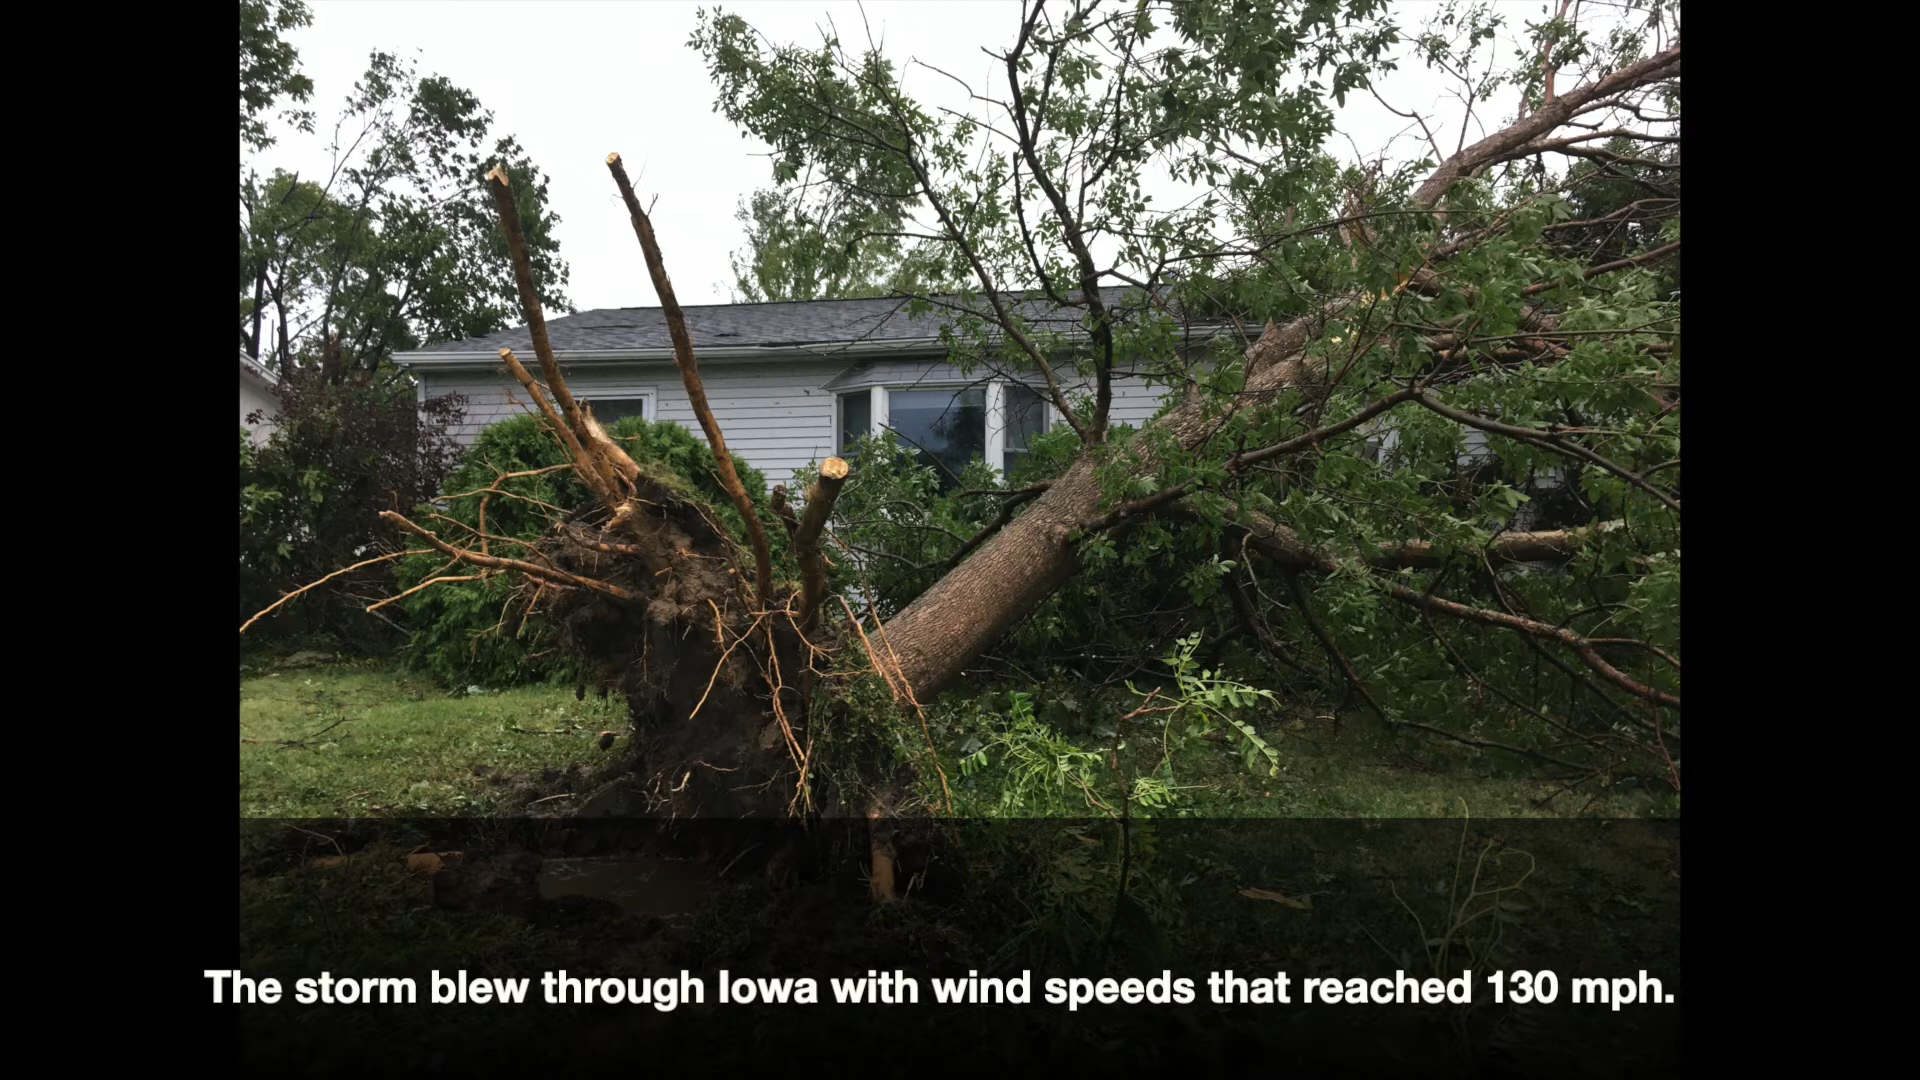 The storm blew through Iowa with wind speeds that reached 130 mph.